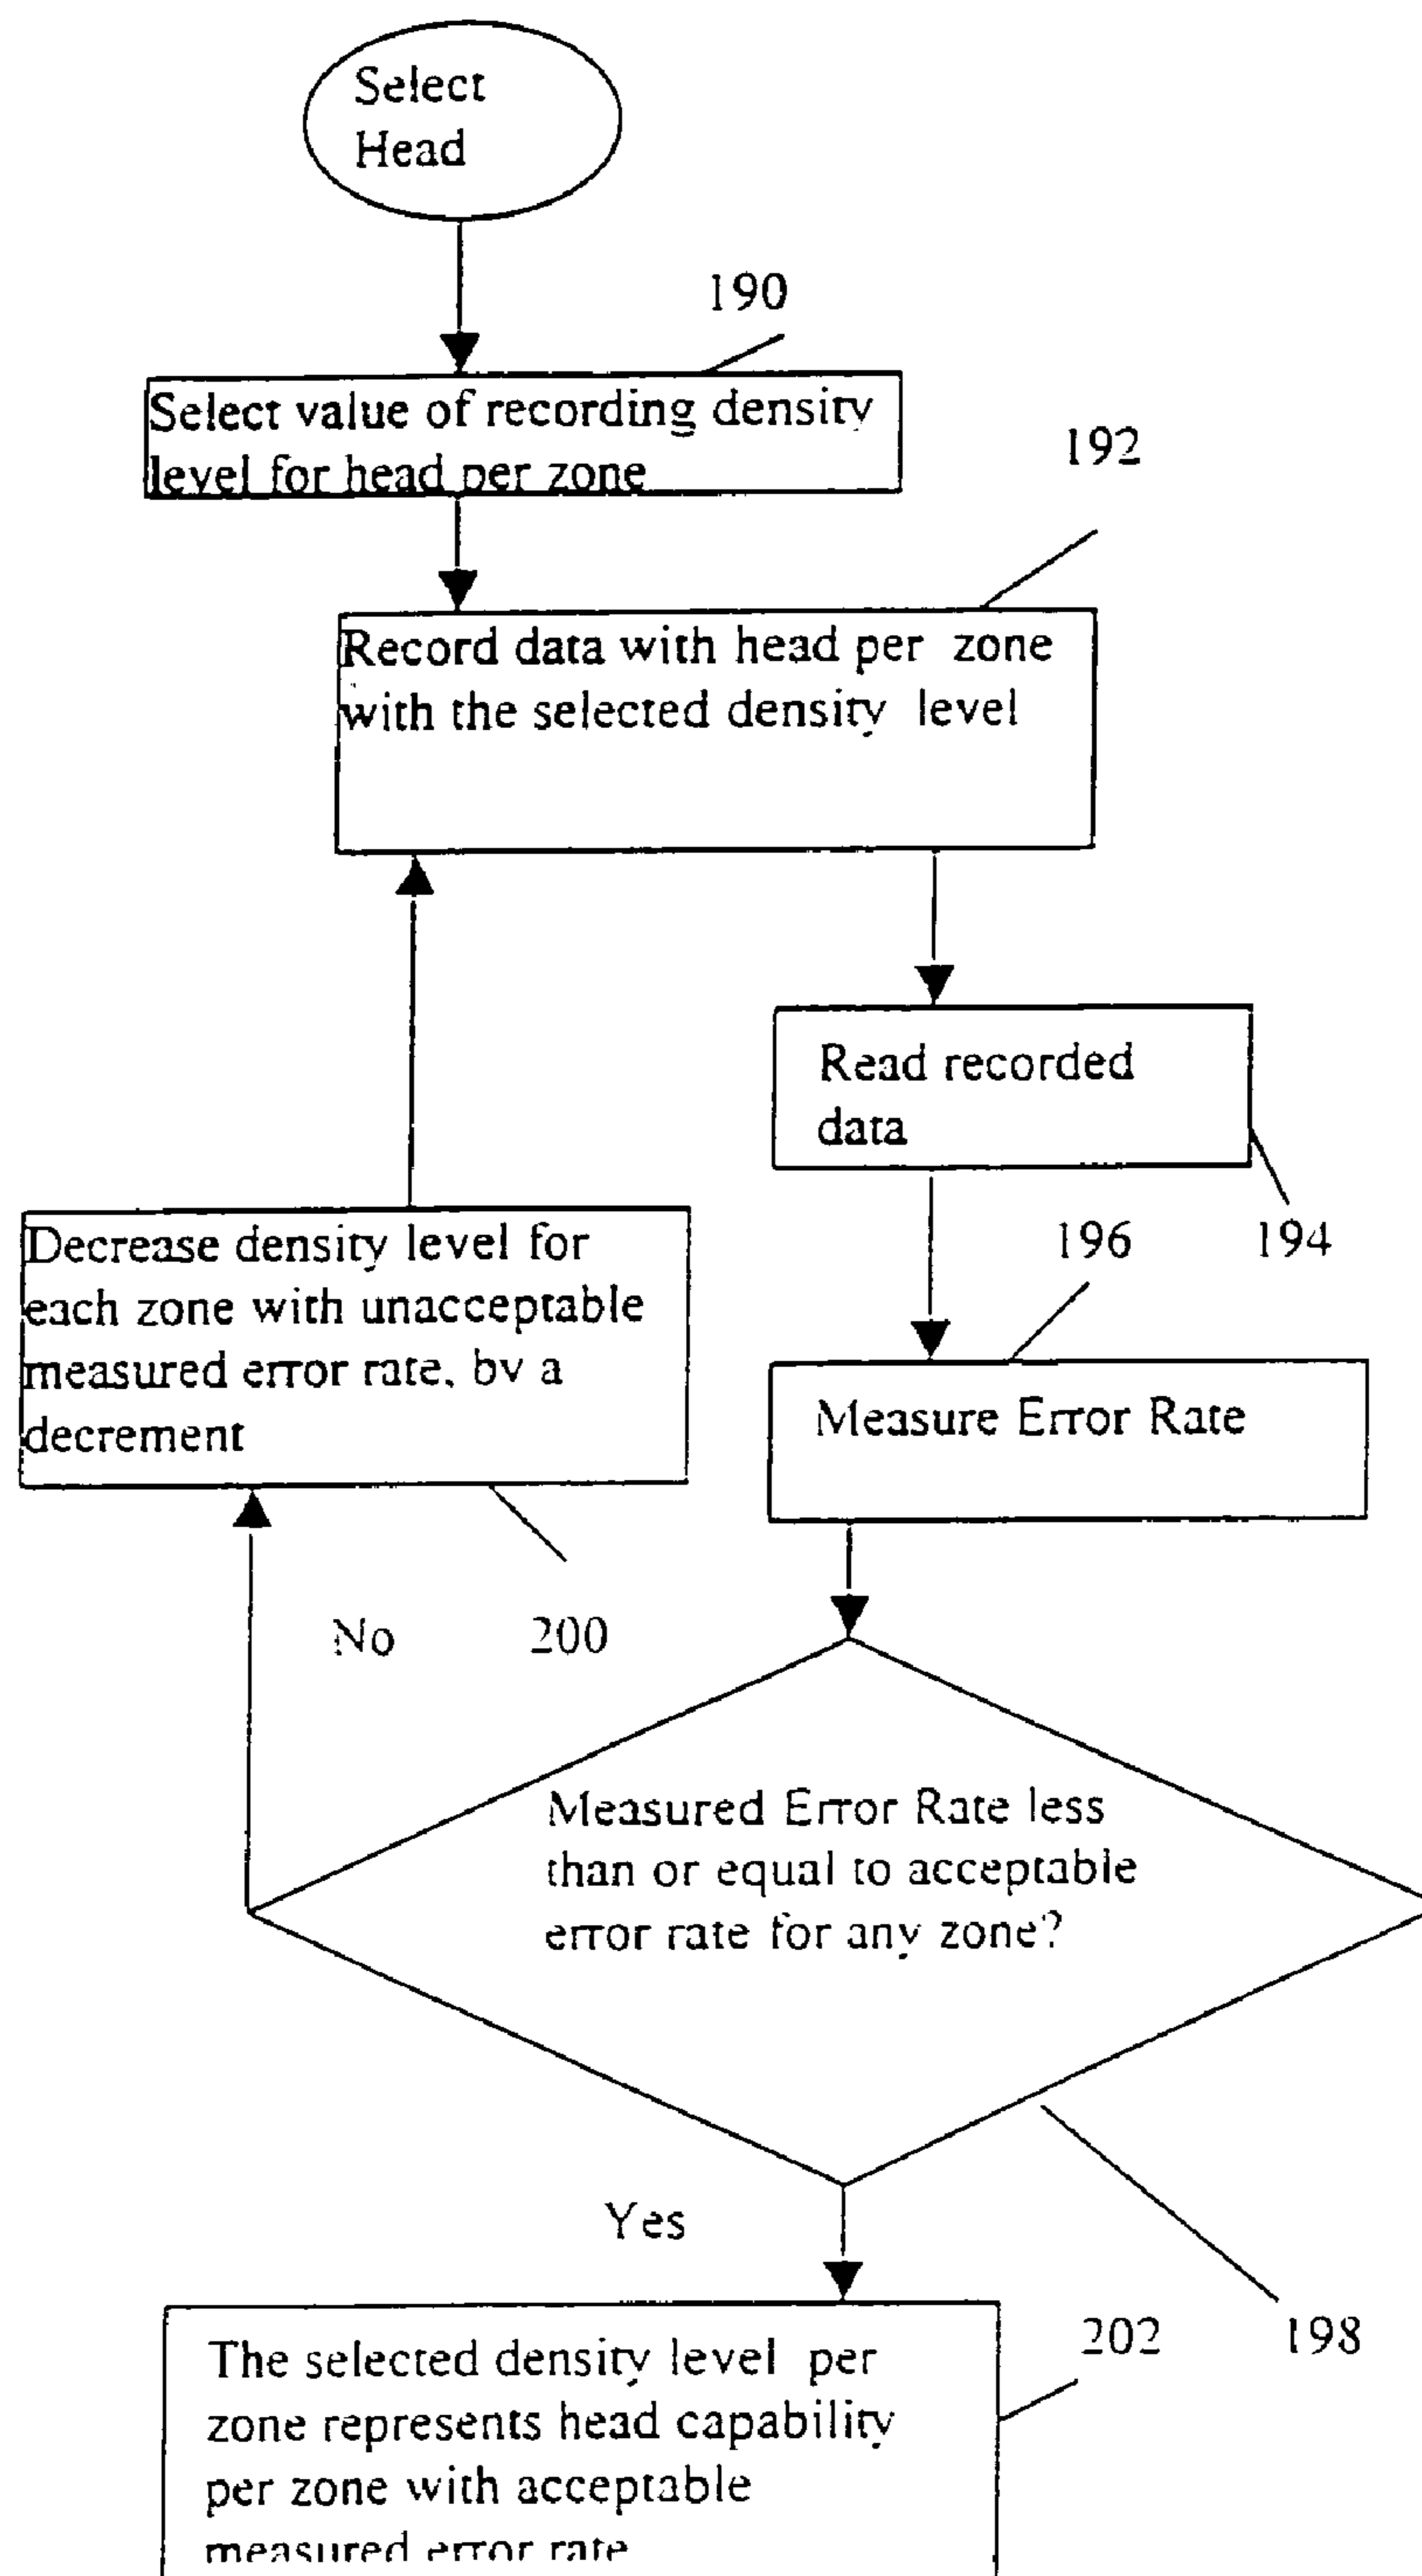 Select
Head
190
Select value of recording density
level for head per zone
192
Record data with head per zone
with the selected density level
Read recorded
data
194
Decrease density level for
each zone with unacceptable
measured error rate, by a
decrement
196
Measure Error Rate
No
200
Measured Error Rate less
than or equal to acceptable
error rate for any zone?
Yes
198
202
The selected density level per
zone represents head capability
per zone with acceptable
measured error rate